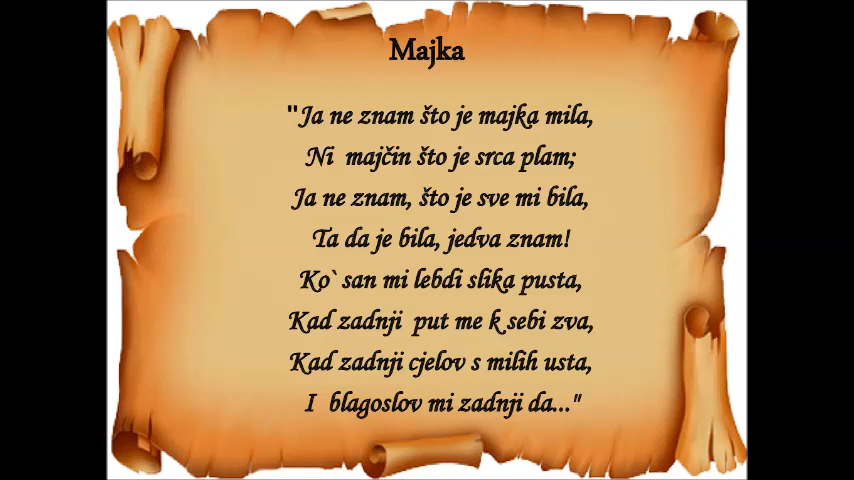 Majka
"Ja ne znam što je majka mila,
Ni majčin što je srca plam;
Ja ne znam, što je sve mi bila,
Ta da je bila, jedva znam!
Ko` san mi lebdi slika pusta,
Kad zadnji put me k sebi zva,
Kad zadnji cjelov s milih usta,
I blagoslov mi zadnji da..."